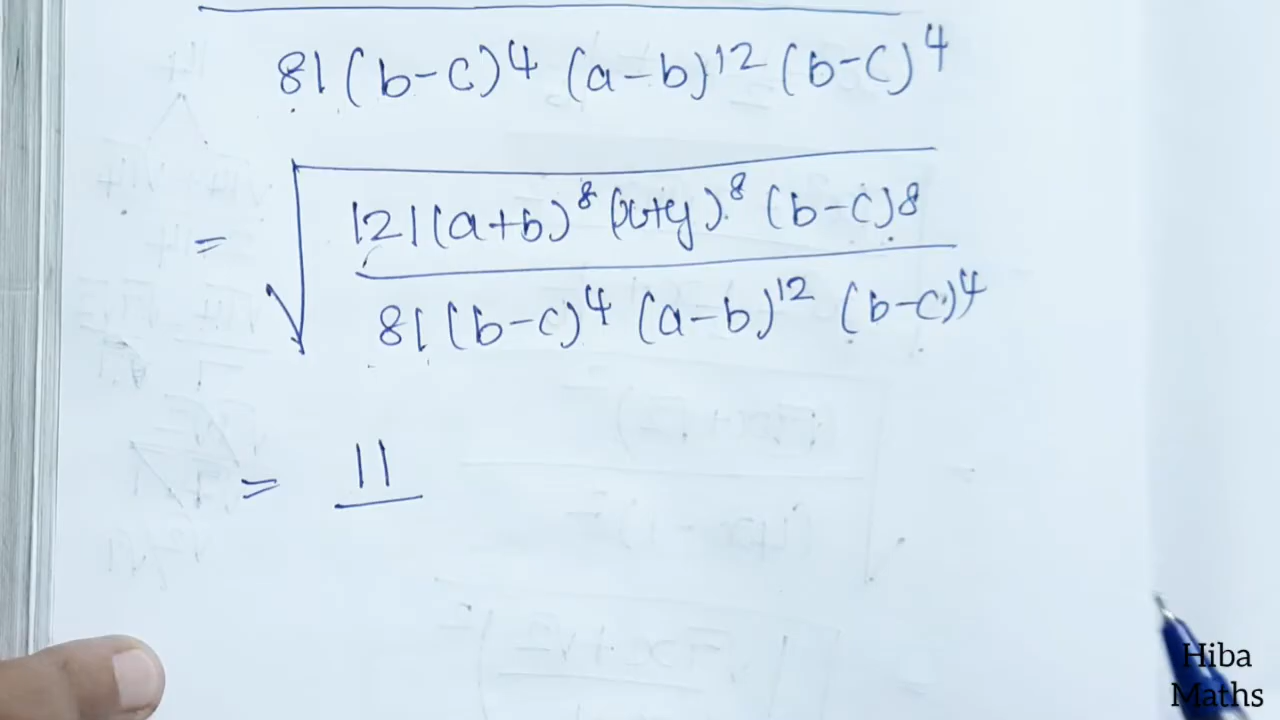 81 (b-c)⁴ (a-b)¹² (b-c)⁴
= √ 121 (a+b)⁸ (x+y)⁸ (b-c)8
81 (b-c)⁴ (a-b)¹² (b-c)⁴
= 11
Hiba
Maths